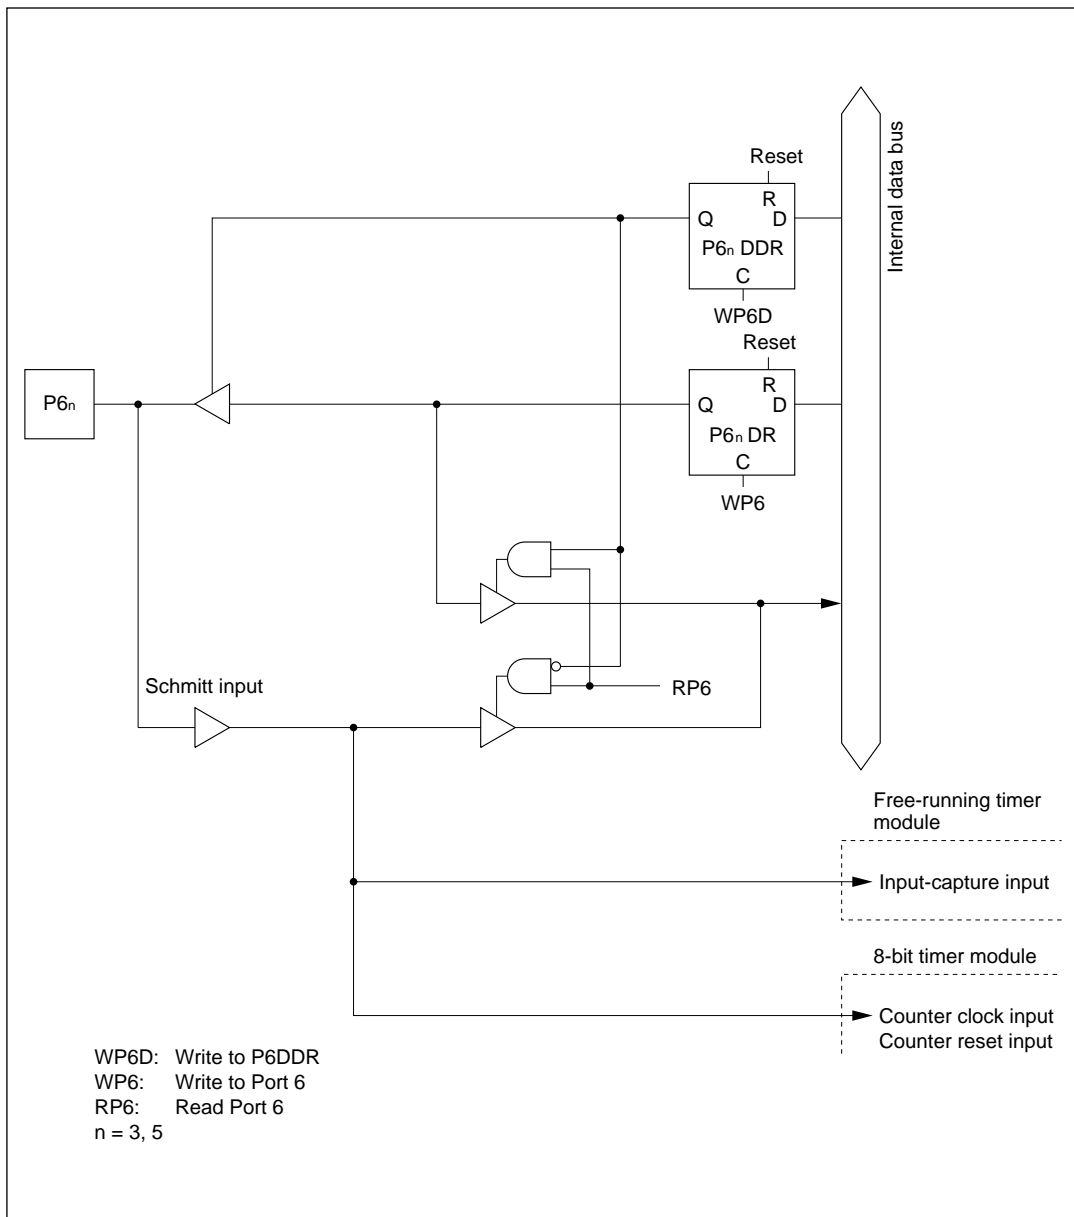 Reset
R
Q D
P6n DDR
C
WP6D
Internal data bus
Reset
R
P6n
Q D
P6n DR
C
WP6
RP6
Schmitt input
Free-running timer
module
Input-capture input
8-bit timer module
Counter clock input
Counter reset input
WP6D: Write to P6DDR
WP6: Write to Port 6
RP6: Read Port 6
n = 3, 5